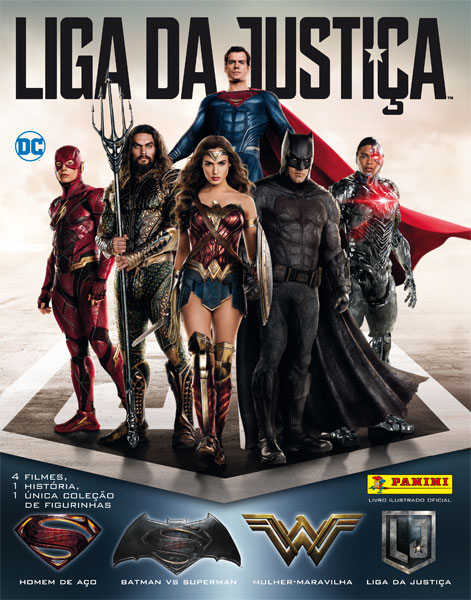 LIGA DA JUSTIÇA™
DC
4 FILMES,
1 HISTÓRIA,
1 ÚNICA COLEÇÃO
DE FIGURINHAS
PANINI
LIVRO ILUSTRADO OFICIAL
HOMEM DE AÇO
BATMAN VS SUPERMAN
MULHER-MARAVILHA
LIGA DA JUSTIÇA